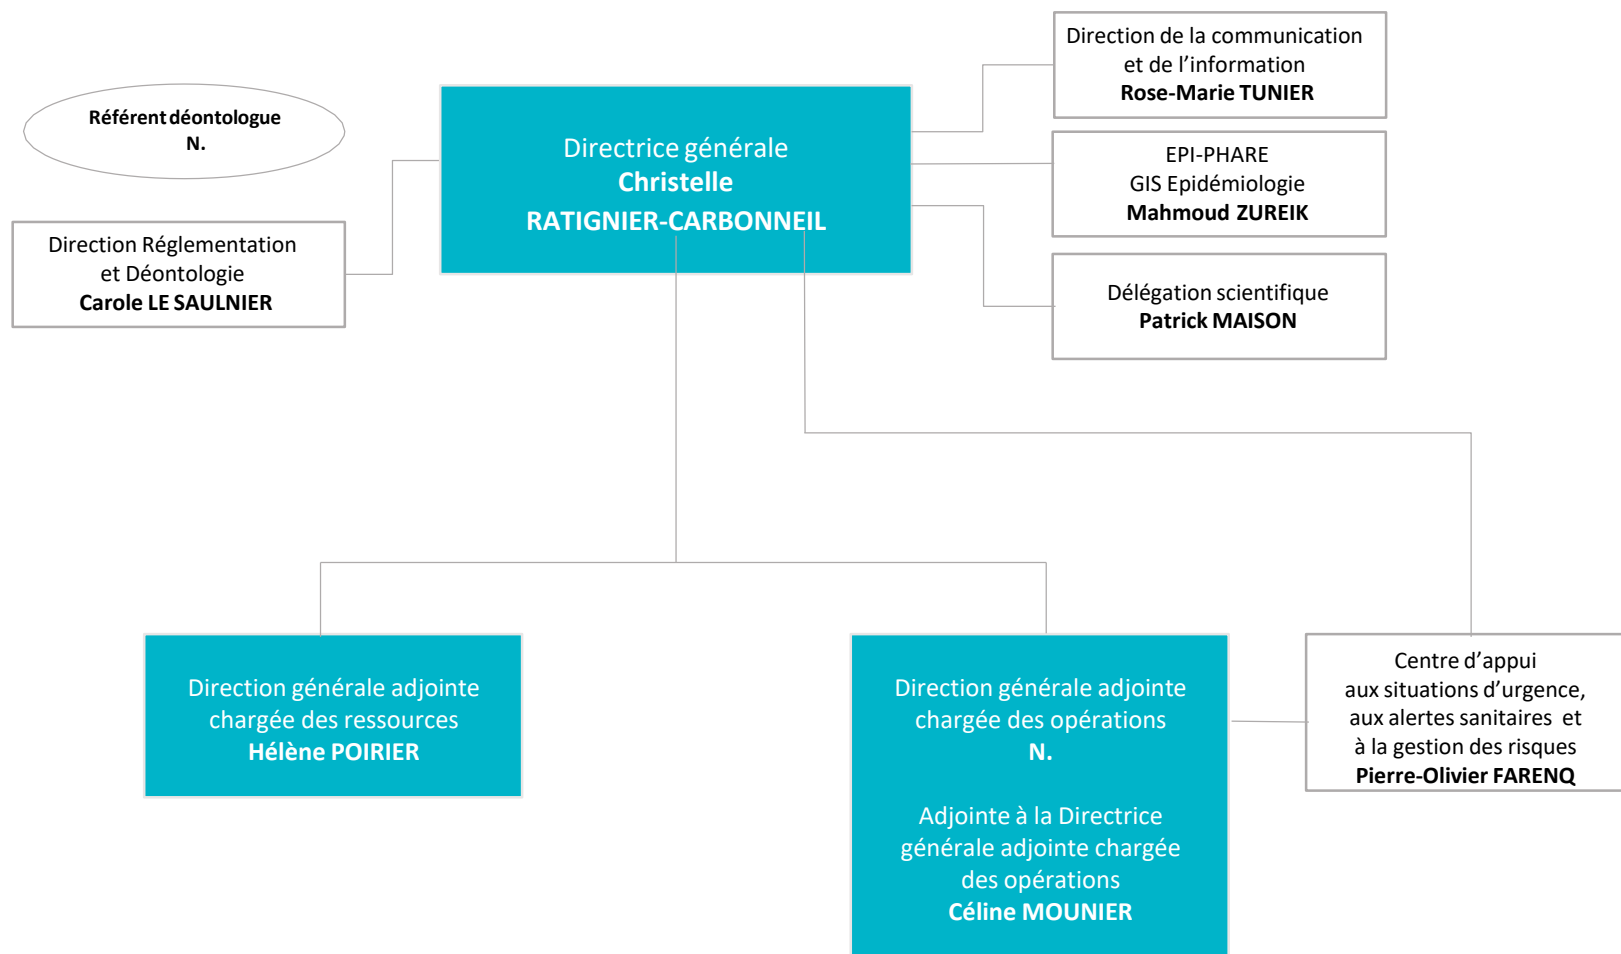 Référent déontologue
N.
Direction Réglementation
et Déontologie
Carole LE SAULNIER
Directrice générale
Christelle
RATIGNIER-CARBONNEIL
Direction de la communication
et de l’information
Rose-Marie TUNIER
EPI-PHARE
GIS Epidémiologie
Mahmoud ZUREIK
Délégation scientifique
Patrick MAISON
Direction générale adjointe
chargée des ressources
Hélène POIRIER
Direction générale adjointe
chargée des opérations
N.
Adjointe à la Directrice
générale adjointe chargée
des opérations
Céline MOUNIER
Centre d’appui
aux situations d’urgence,
aux alertes sanitaires et
à la gestion des risques
Pierre-Olivier FARENQ